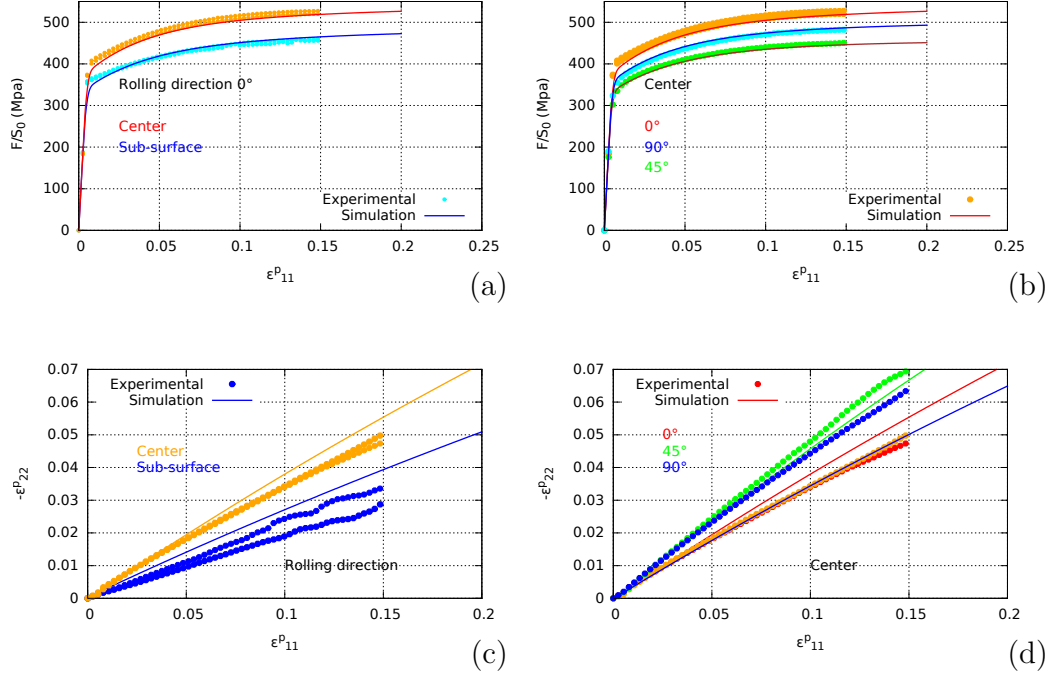 F/S₀ (Mpa)
500
400
300
200
100
0
Rolling direction 0°
Center
Sub-surface
Experimental
Simulation
0 0.05 0.1 0.15 0.2 0.25
εᵖ₁₁
(a)
F/S₀ (Mpa)
500
400
300
200
100
0
Center
0°
90°
45°
Experimental
Simulation
0 0.05 0.1 0.15 0.2 0.25
εᵖ₁₁
(b)
-εᵖ₂₂
0.07
0.06
0.05
0.04
0.03
0.02
0.01
0
Experimental
Simulation
Center
Sub-surface
Rolling direction
0 0.05 0.1 0.15 0.2
εᵖ₁₁
(c)
-εᵖ₂₂
0.07
0.06
0.05
0.04
0.03
0.02
0.01
0
Experimental
Simulation
0°
45°
90°
Center
0 0.05 0.1 0.15 0.2
εᵖ₁₁
(d)